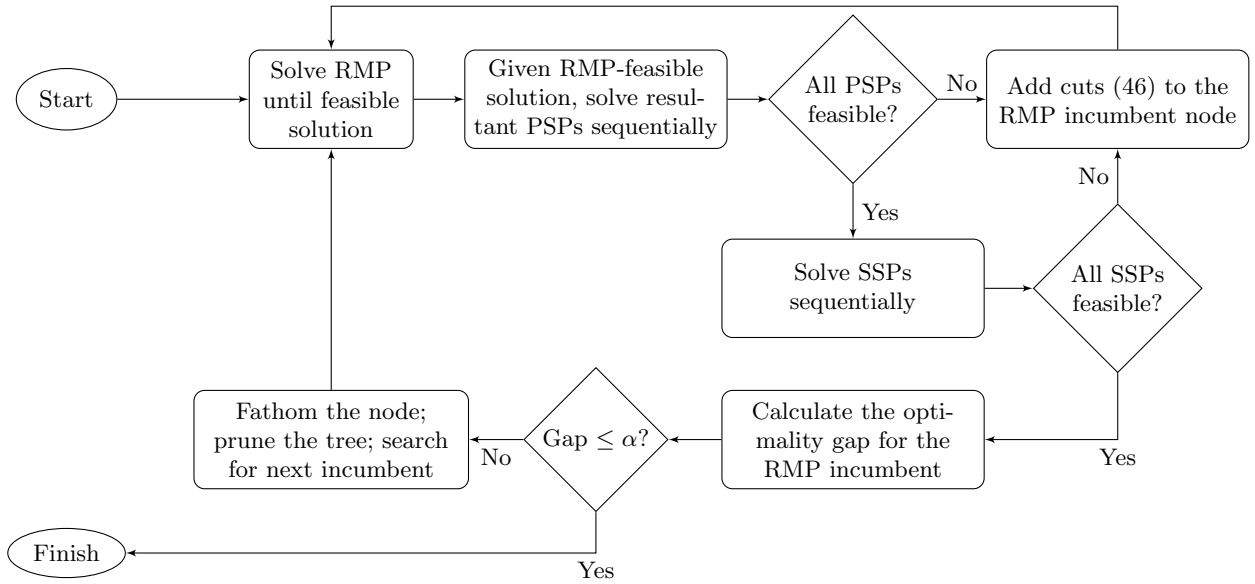 Start
Solve RMP
until feasible
solution
Given RMP-feasible
solution, solve resul-
tant PSPs sequentially
All PSPs
feasible?
No
Add cuts (46) to the
RMP incumbent node
Yes
No
Solve SSPs
sequentially
All SSPs
feasible?
Yes
Calculate the opti-
mality gap for the
RMP incumbent
Gap ≤ α?
No
Fathom the node;
prune the tree; search
for next incumbent
Yes
Finish